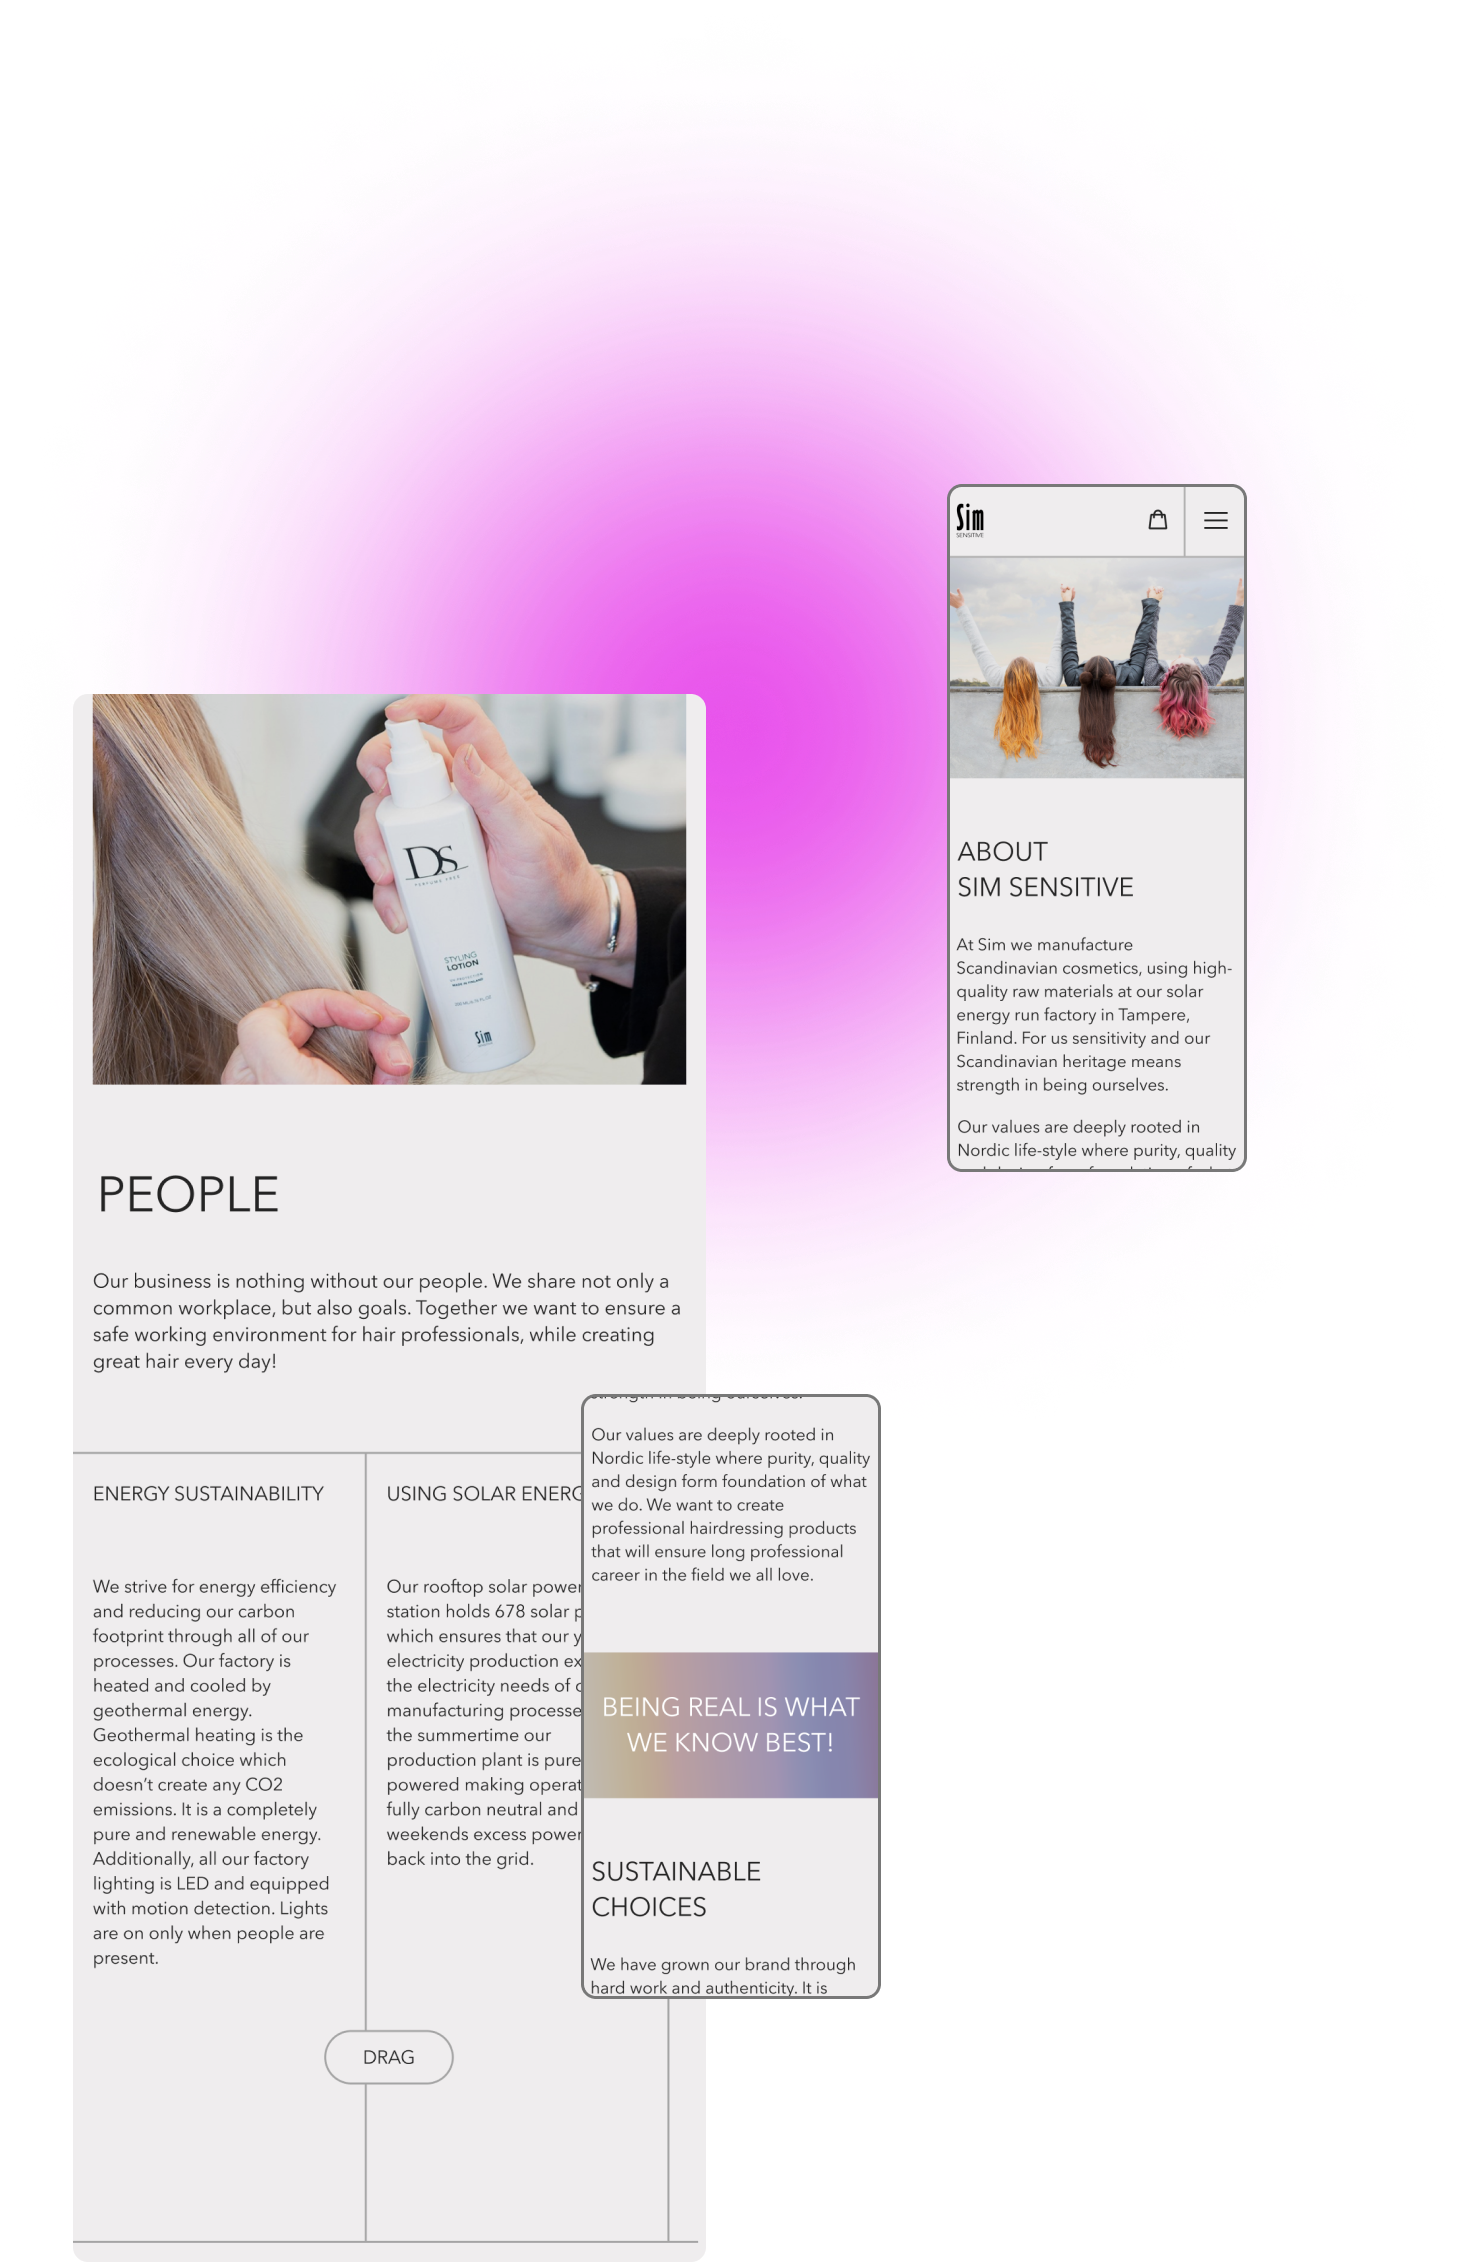 Sim
SENSITIVE
ABOUT
SIM SENSITIVE
At Sim we manufacture
Scandinavian cosmetics, using high-
quality raw materials at our solar
energy run factory in Tampere,
Finland. For us sensitivity and our
Scandinavian heritage means
strength in being ourselves.
Our values are deeply rooted in
Nordic life-style where purity, quality
DS
PERFUME FREE
STYLING
LOTION
MADE IN FINLAND
Sim
PEOPLE
Our business is nothing without our people. We share not only a
common workplace, but also goals. Together we want to ensure a
safe working environment for hair professionals, while creating
great hair every day!
ENERGY SUSTAINABILITY
We strive for energy efficiency
and reducing our carbon
footprint through all of our
processes. Our factory is
heated and cooled by
geothermal energy.
Geothermal heating is the
ecological choice which
doesn't create any CO2
emissions. It is a completely
pure and renewable energy.
Additionally, all our factory
lighting is LED and equipped
with motion detection. Lights
are on only when people are
present.
USING SOLAR ENERG
Our rooftop solar power
station holds 678 solar p
which ensures that our y
electricity production ex
the electricity needs of
manufacturing processe
the summertime our
production plant is pure
powered making operat
fully carbon neutral and
weekends excess power
back into the grid.
DRAG
strength in being ourselves.
Our values are deeply rooted in
Nordic life-style where purity, quality
and design form foundation of what
we do. We want to create
professional hairdressing products
that will ensure long professional
career in the field we all love.
BEING REAL IS WHAT
WE KNOW BEST!
SUSTAINABLE
CHOICES
We have grown our brand through
hard work and authenticity. It is